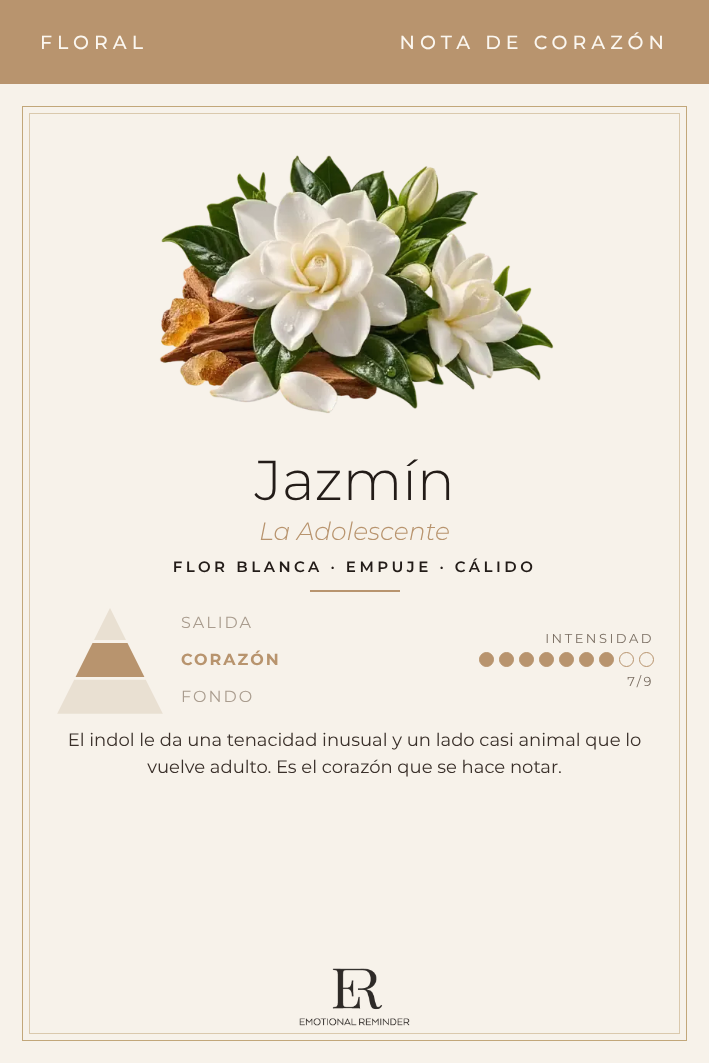 FLORAL
NOTA DE CORAZÓN
Jazmín
La Adolescente
FLOR BLANCA · EMPUJE · CÁLIDO
SALIDA
CORAZÓN
FONDO
INTENSIDAD
7/9
El indol le da una tenacidad inusual y un lado casi animal que lo
vuelve adulto. Es el corazón que se hace notar.
ER
EMOTIONAL REMINDER